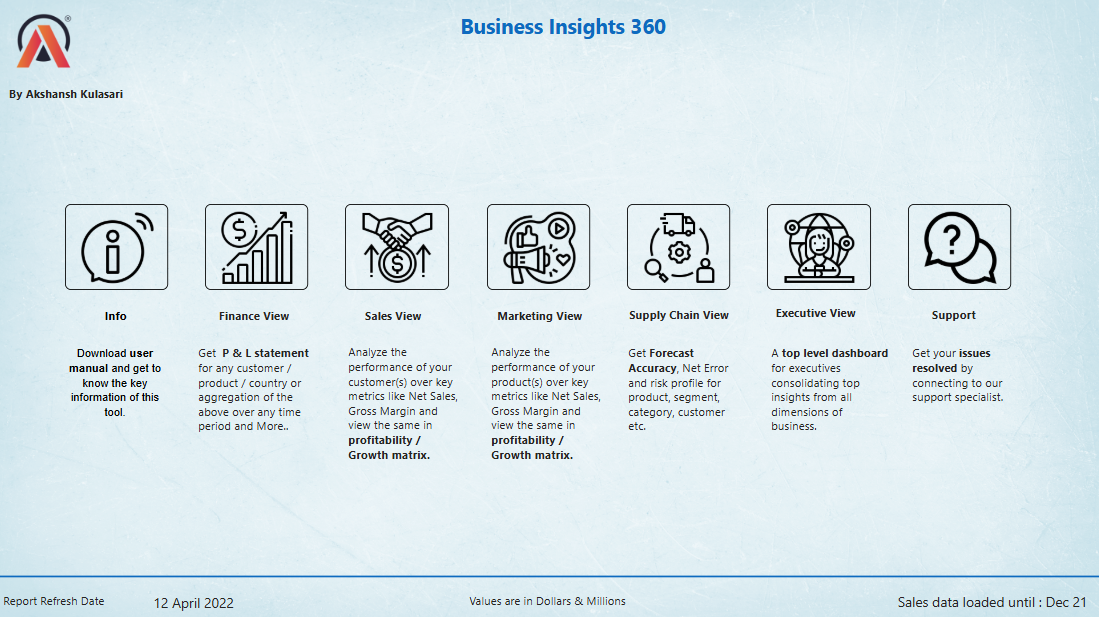 Business Insights 360
®
By Akshansh Kulasari
Info
Download user
manual and get to
know the key
information of this
tool.
Finance View
Get P & L statement
for any customer /
product / country or
aggregation of the
above over any time
period and More..
Sales View
Analyze the
performance of your
customer(s) over key
metrics like Net Sales,
Gross Margin and
view the same in
profitability /
Growth matrix.
Marketing View
Analyze the
performance of your
product(s) over key
metrics like Net Sales,
Gross Margin and
view the same in
profitability /
Growth matrix.
Supply Chain View
Get Forecast
Accuracy, Net Error
and risk profile for
product, segment,
category, customer
etc.
Executive View
A top level dashboard
for executives
consolidating top
insights from all
dimensions of
business.
Support
Get your issues
resolved by
connecting to our
support specialist.
Report Refresh Date
12 April 2022
Values are in Dollars & Millions
Sales data loaded until : Dec 21